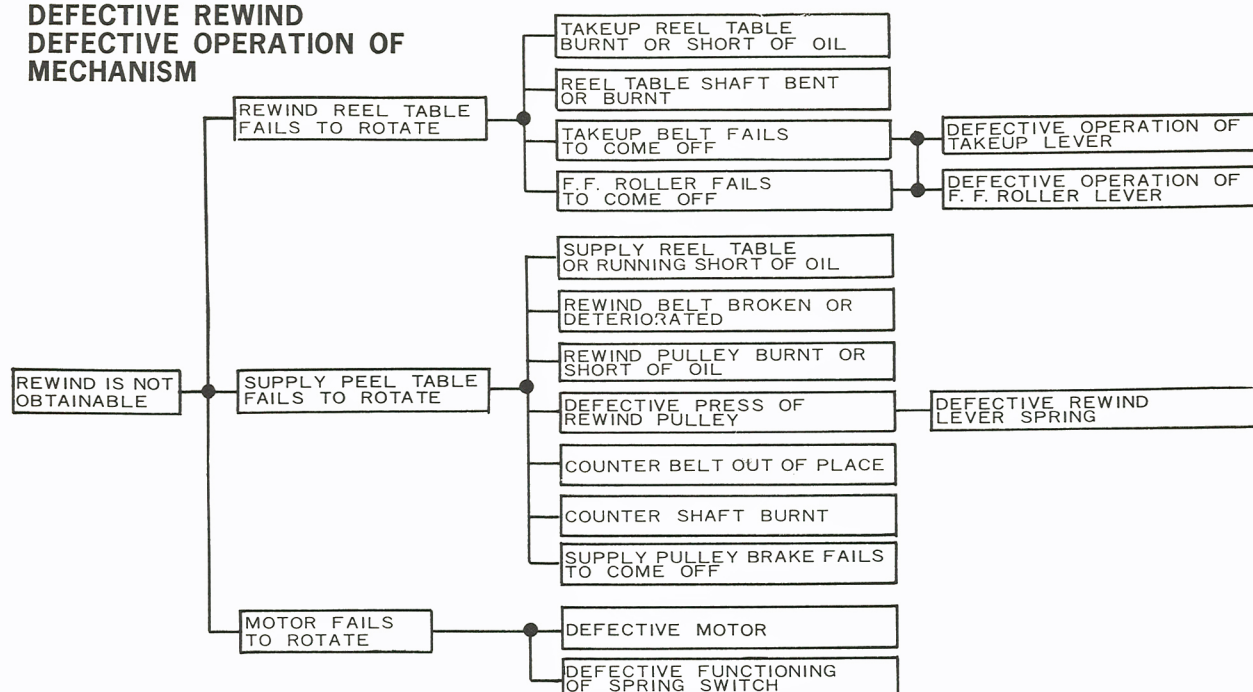 DEFECTIVE REWIND
DEFECTIVE OPERATION OF
MECHANISM
REWIND IS NOT
OBTAINABLE
REWIND REEL TABLE
FAILS TO ROTATE
TAKEUP REEL TABLE
BURNT OR SHORT OF OIL
REEL TABLE SHAFT BENT
OR BURNT
TAKEUP BELT FAILS
TO COME OFF
DEFECTIVE OPERATION OF
TAKEUP LEVER
F.F. ROLLER FAILS
TO COME OFF
DEFECTIVE OPERATION OF
F. F. ROLLER LEVER
SUPPLY PEEL TABLE
FAILS TO ROTATE
SUPPLY REEL TABLE
OR RUNNING SHORT OF OIL
REWIND BELT BROKEN OR
DETERIORATED
REWIND PULLEY BURNT OR
SHORT OF OIL
DEFECTIVE PRESS OF
REWIND PULLEY
DEFECTIVE REWIND
LEVER SPRING
COUNTER BELT OUT OF PLACE
COUNTER SHAFT BURNT
SUPPLY PULLEY BRAKE FAILS
TO COME OFF
MOTOR FAILS
TO ROTATE
DEFECTIVE MOTOR
DEFECTIVE FUNCTIONING
OF SPRING SWITCH